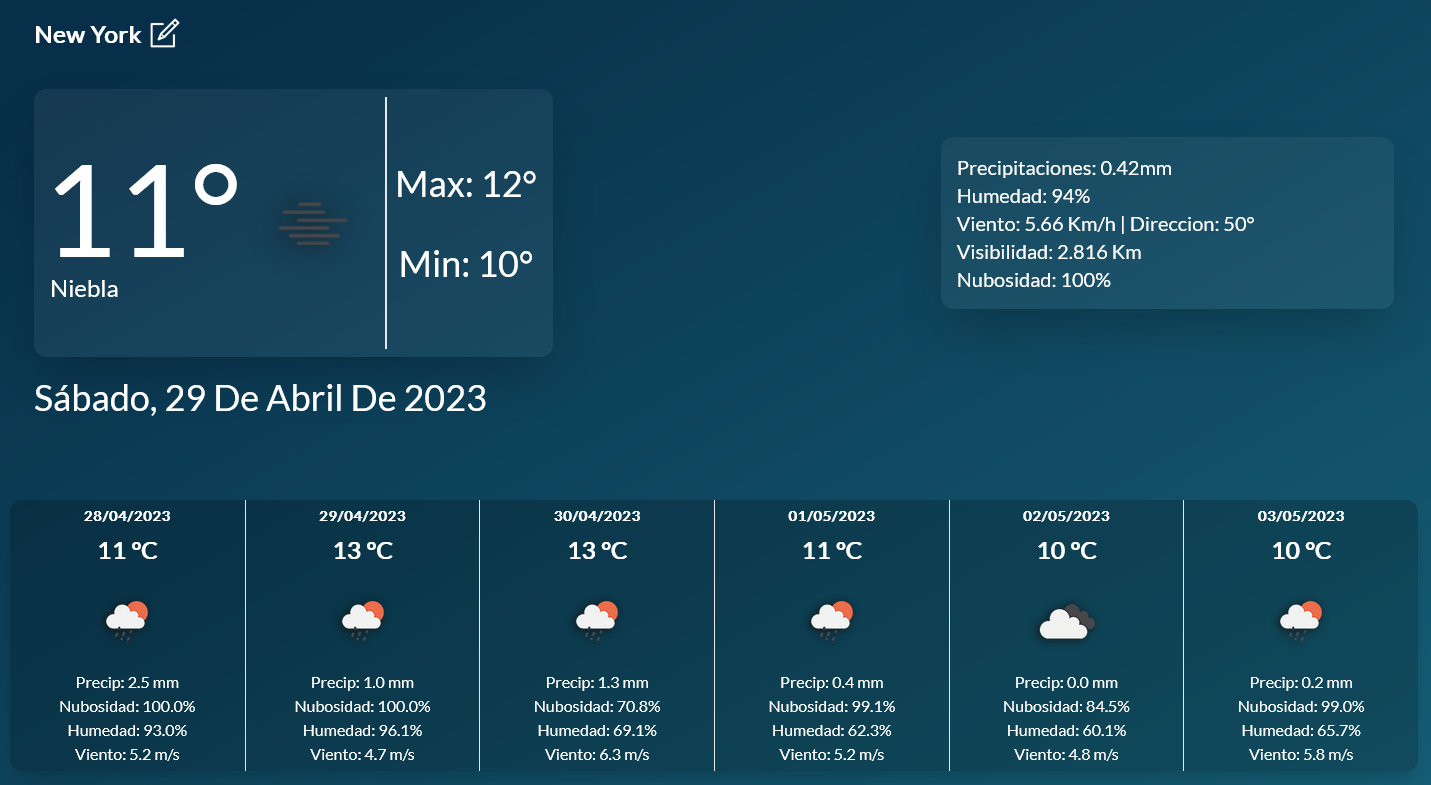 New York
11°
Niebla
Max: 12°
Min: 10°
Precipitaciones: 0.42mm
Humedad: 94%
Viento: 5.66 Km/h | Direccion: 50°
Visibilidad: 2.816 Km
Nubosidad: 100%
Sábado, 29 De Abril De 2023
28/04/2023
11 ºC
Precip: 2.5 mm
Nubosidad: 100.0%
Humedad: 93.0%
Viento: 5.2 m/s
29/04/2023
13 ºC
Precip: 1.0 mm
Nubosidad: 100.0%
Humedad: 96.1%
Viento: 4.7 m/s
30/04/2023
13 ºC
Precip: 1.3 mm
Nubosidad: 70.8%
Humedad: 69.1%
Viento: 6.3 m/s
01/05/2023
11 ºC
Precip: 0.4 mm
Nubosidad: 99.1%
Humedad: 62.3%
Viento: 5.2 m/s
02/05/2023
10 ºC
Precip: 0.0 mm
Nubosidad: 84.5%
Humedad: 60.1%
Viento: 4.8 m/s
03/05/2023
10 ºC
Precip: 0.2 mm
Nubosidad: 99.0%
Humedad: 65.7%
Viento: 5.8 m/s